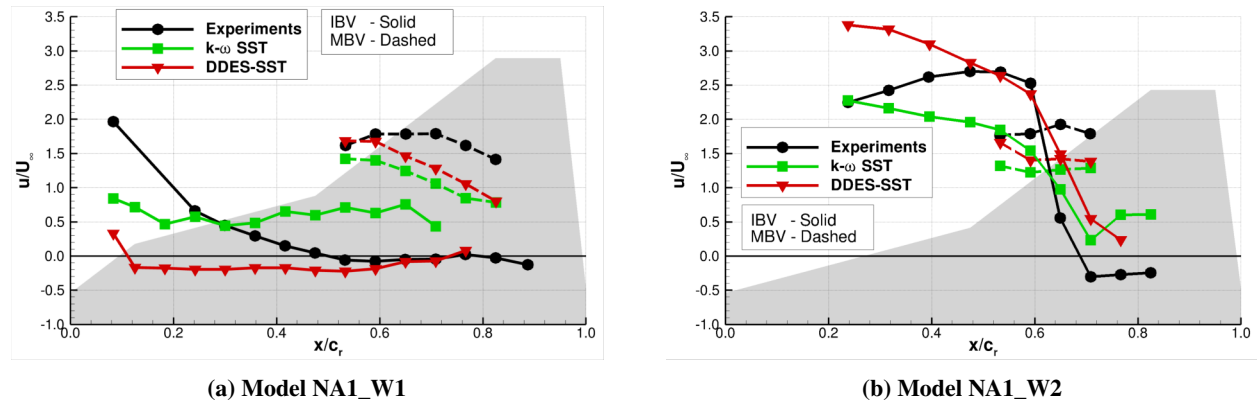 3.5
3.0
2.5
2.0
1.5
1.0
0.5
0.0
-0.5
-1.0
u/U∞
0.0 0.2 0.4 0.6 0.8 1.0
x/cr
Experiments
k-ω SST
DDES-SST
IBV - Solid
MBV - Dashed
(a) Model NA1_W1
3.5
3.0
2.5
2.0
1.5
1.0
0.5
0.0
-0.5
-1.0
u/U∞
0.0 0.2 0.4 0.6 0.8 1.0
x/cr
Experiments
k-ω SST
DDES-SST
IBV - Solid
MBV - Dashed
(b) Model NA1_W2